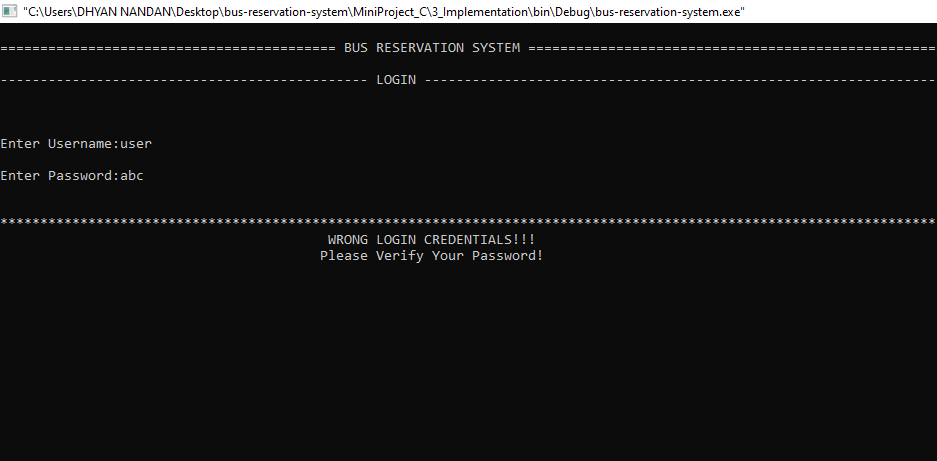 "C:\Users\DHYAN NANDAN\Desktop\bus-reservation-system\MiniProject_C\3_Implementation\bin\Debug\bus-reservation-system.exe"
========================================== BUS RESERVATION SYSTEM ===================================================
---------------------------------------------- LOGIN ----------------------------------------------------------------
Enter Username:user
Enter Password:abc
*********************************************************************************************************************
WRONG LOGIN CREDENTIALS!!!
Please Verify Your Password!